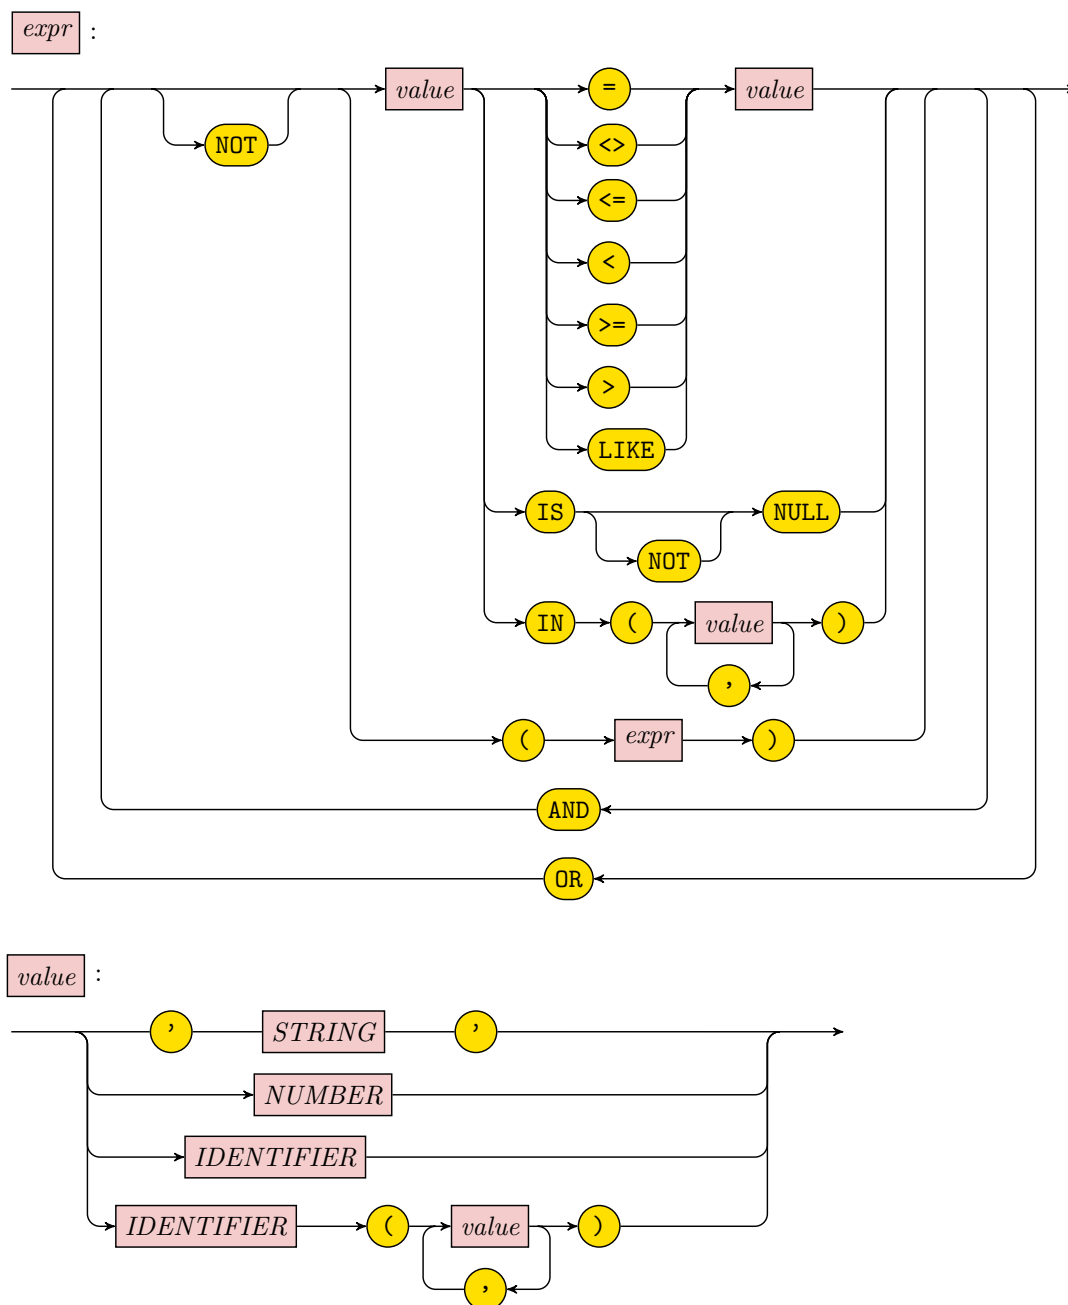 expr :
value = value
NOT <>
<=
<
>=
>
LIKE
IS NULL
NOT
IN ( value )
,
( expr )
AND
OR
value :
' STRING '
NUMBER
IDENTIFIER
IDENTIFIER ( value )
,